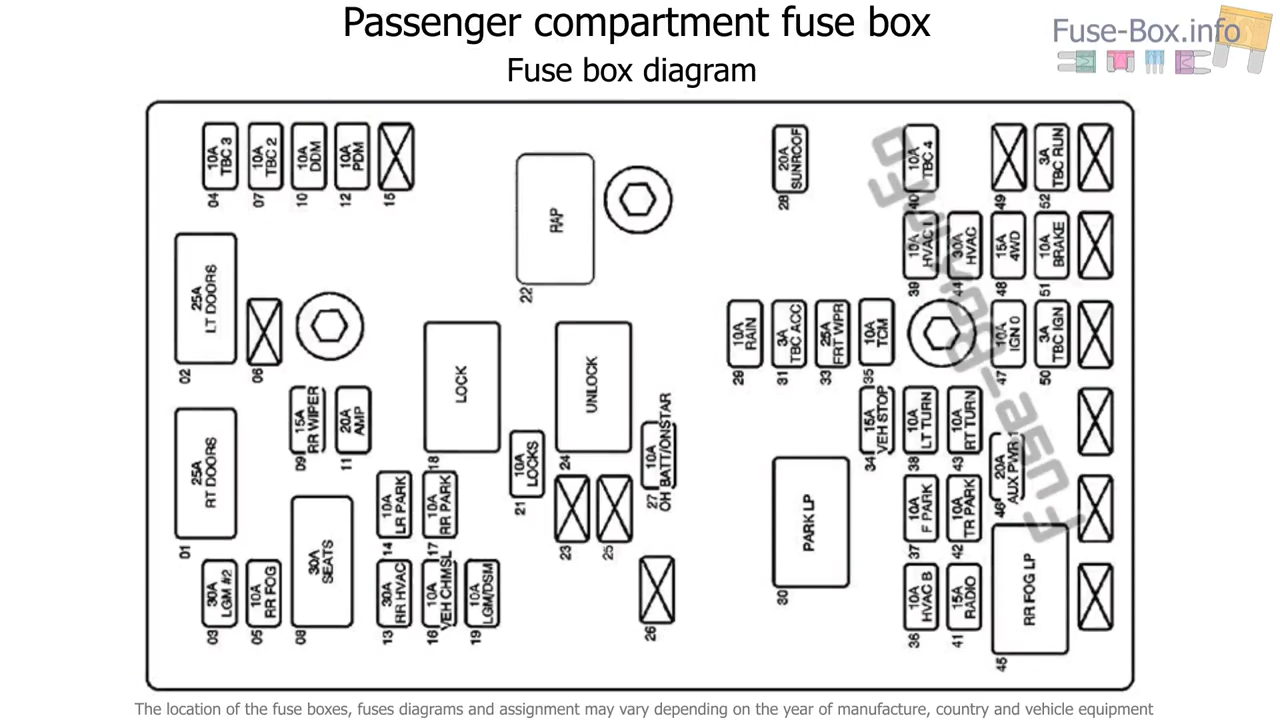 Passenger compartment fuse box
Fuse box diagram
Fuse-Box.info
10A TBC 3
04
10A TBC 2
07
10A DDM
10
10A PDM
12
15
RAP
22
20A SUNROOF
28
10A TBC 4
40
49
3A TBC RUN
52
25A LT DOORS
02
06
10A HVAC I
39
30A HVAC
44
15A 4WD
48
10A BRAKE
51
LOCK
18
UNLOCK
24
10A RAIN
29
3A TBC ACC
31
25A FRT WPR
33
10A TCM
35
10A IGN 0
47
3A TBC IGN
50
25A RT DOORS
01
15A RR WIPER
09
20A AMP
11
10A LOCKS
21
10A OH BATT/ONSTAR
27
15A VEH STOP
34
10A LT TURN
38
10A RT TURN
43
20A AUX PWR 1
46
30A SEATS
08
10A LR PARK
14
10A RR PARK
17
23
25
PARK LP
30
10A F PARK
37
10A TR PARK
42
RR FOG LP
45
30A LGM #2
03
10A RR FOG
05
30A RR HVAC
13
10A VEH CHMSL
16
10A LGM/DSM
19
26
10A HVAC B
36
15A RADIO
41
The location of the fuse boxes, fuses diagrams and assignment may vary depending on the year of manufacture, country and vehicle equipment